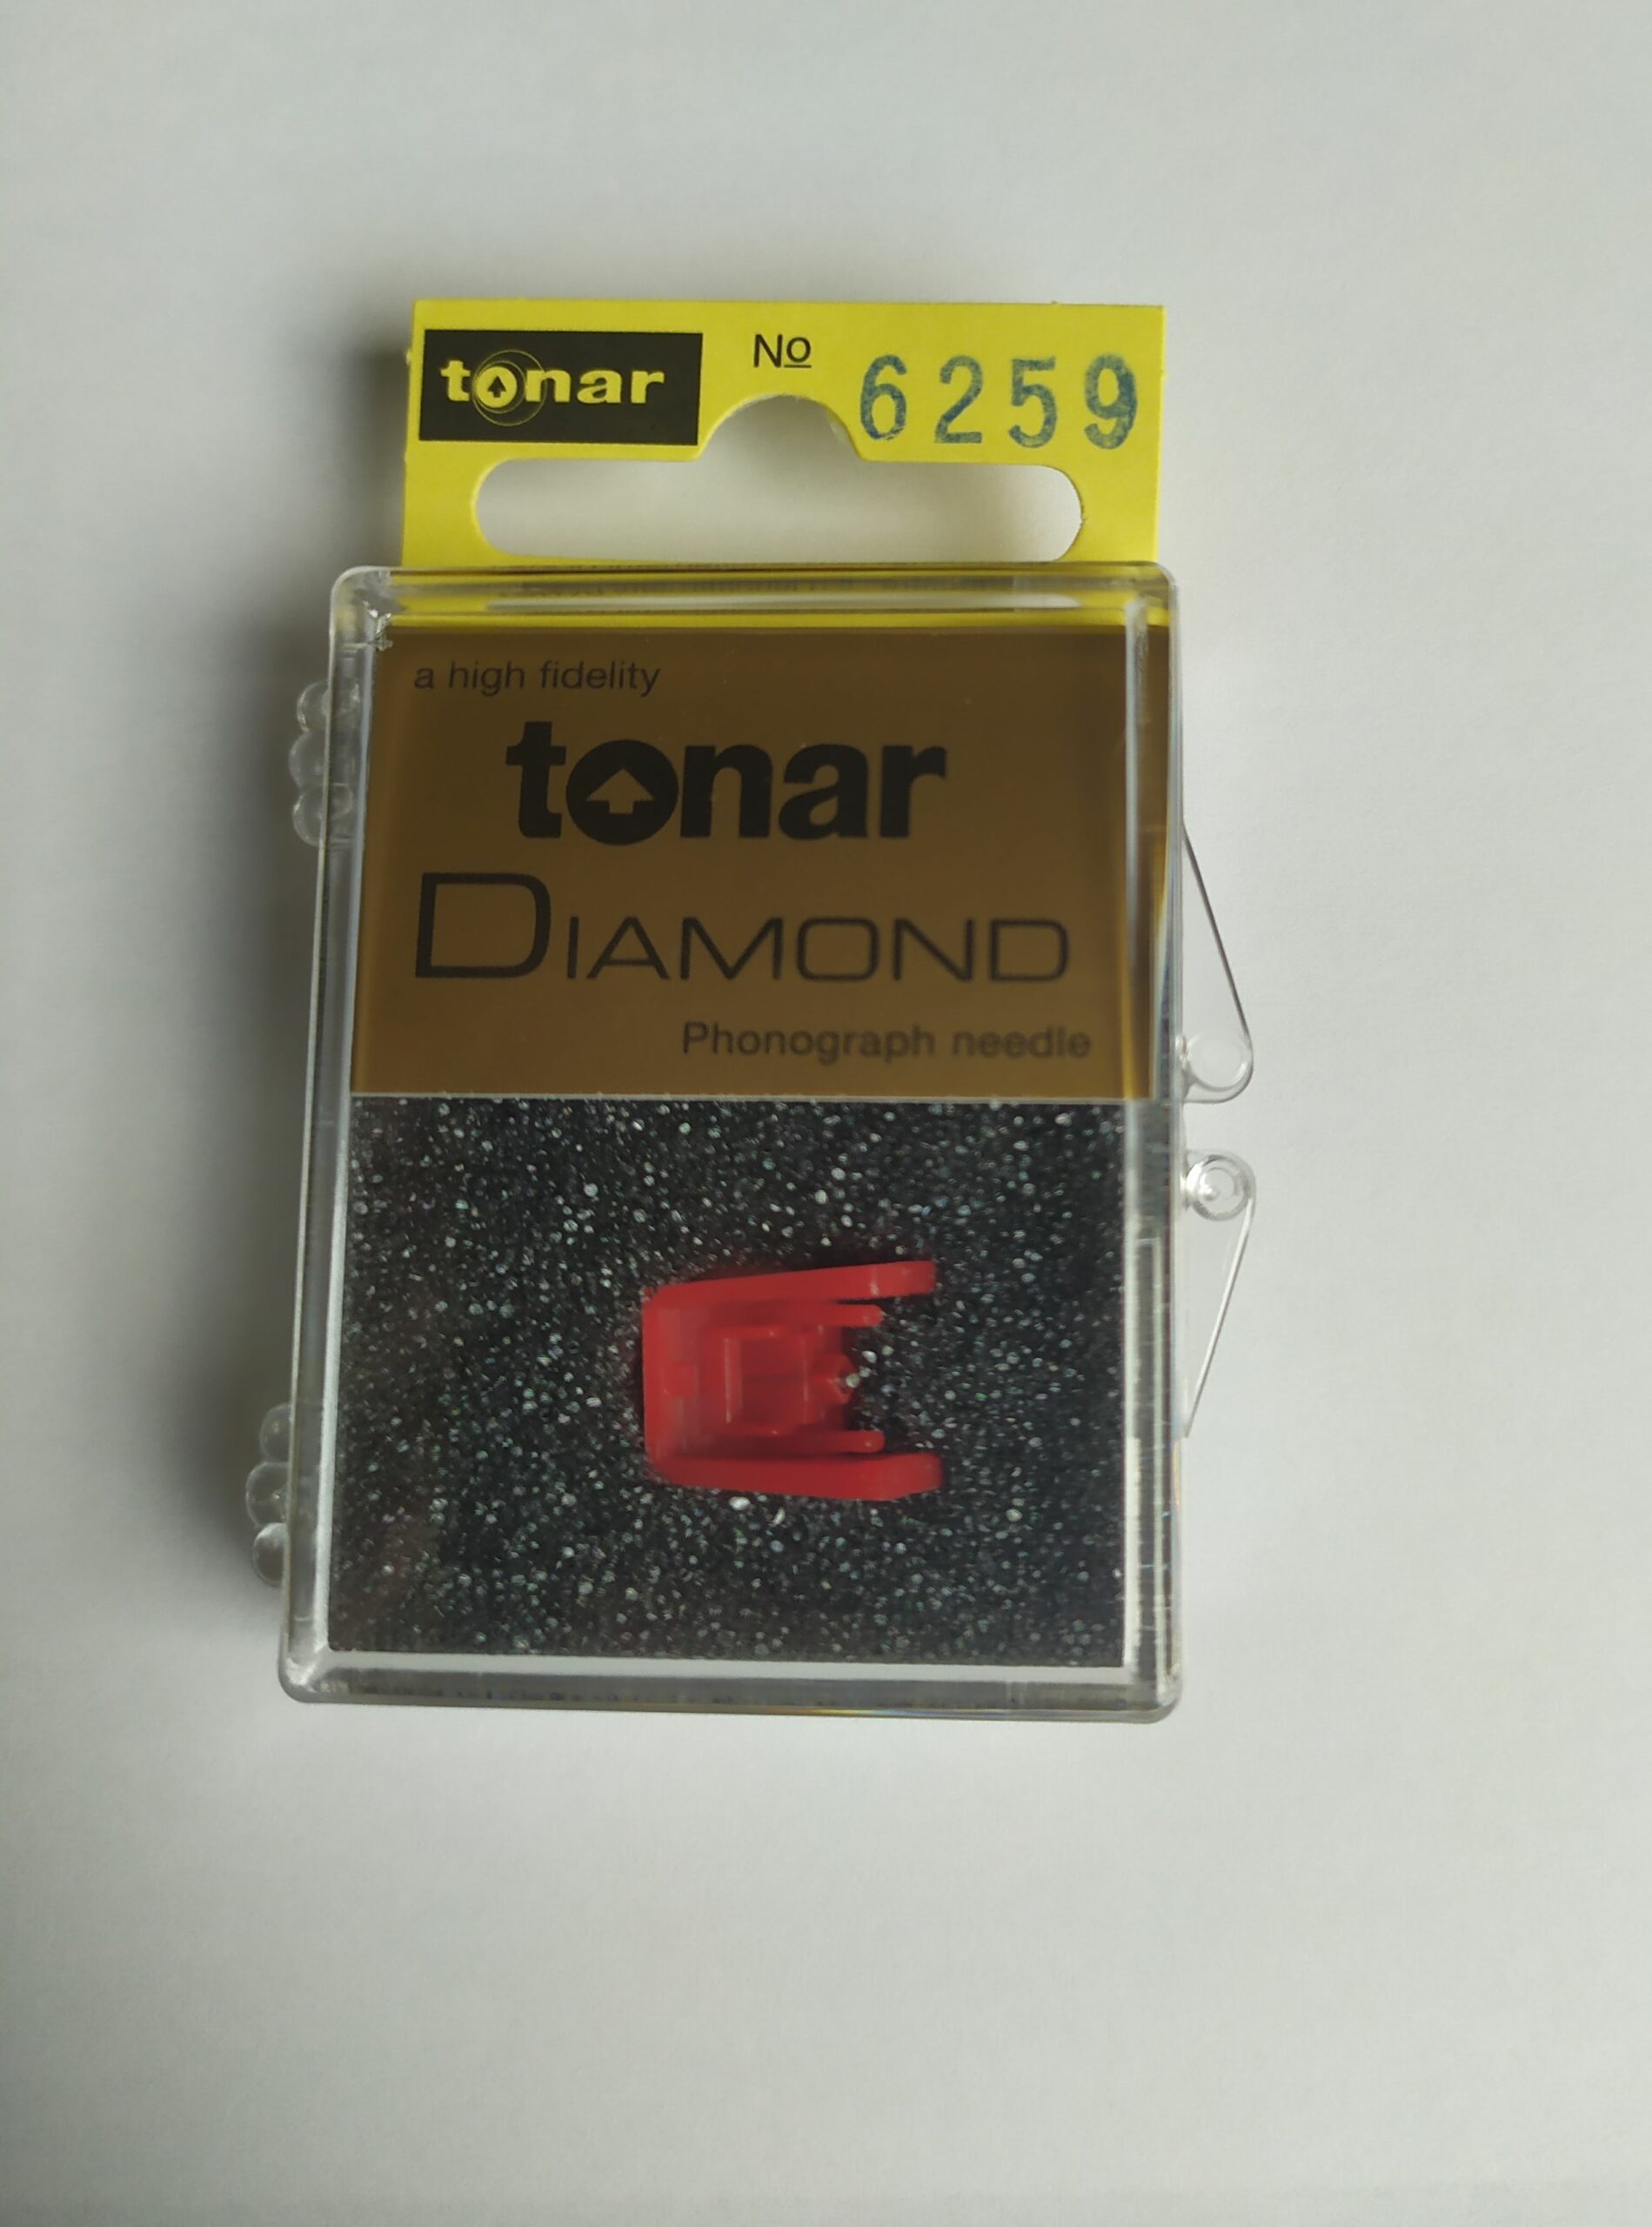 tonar No 6259
a high fidelity
tonar
DIAMOND
Phonograph needle